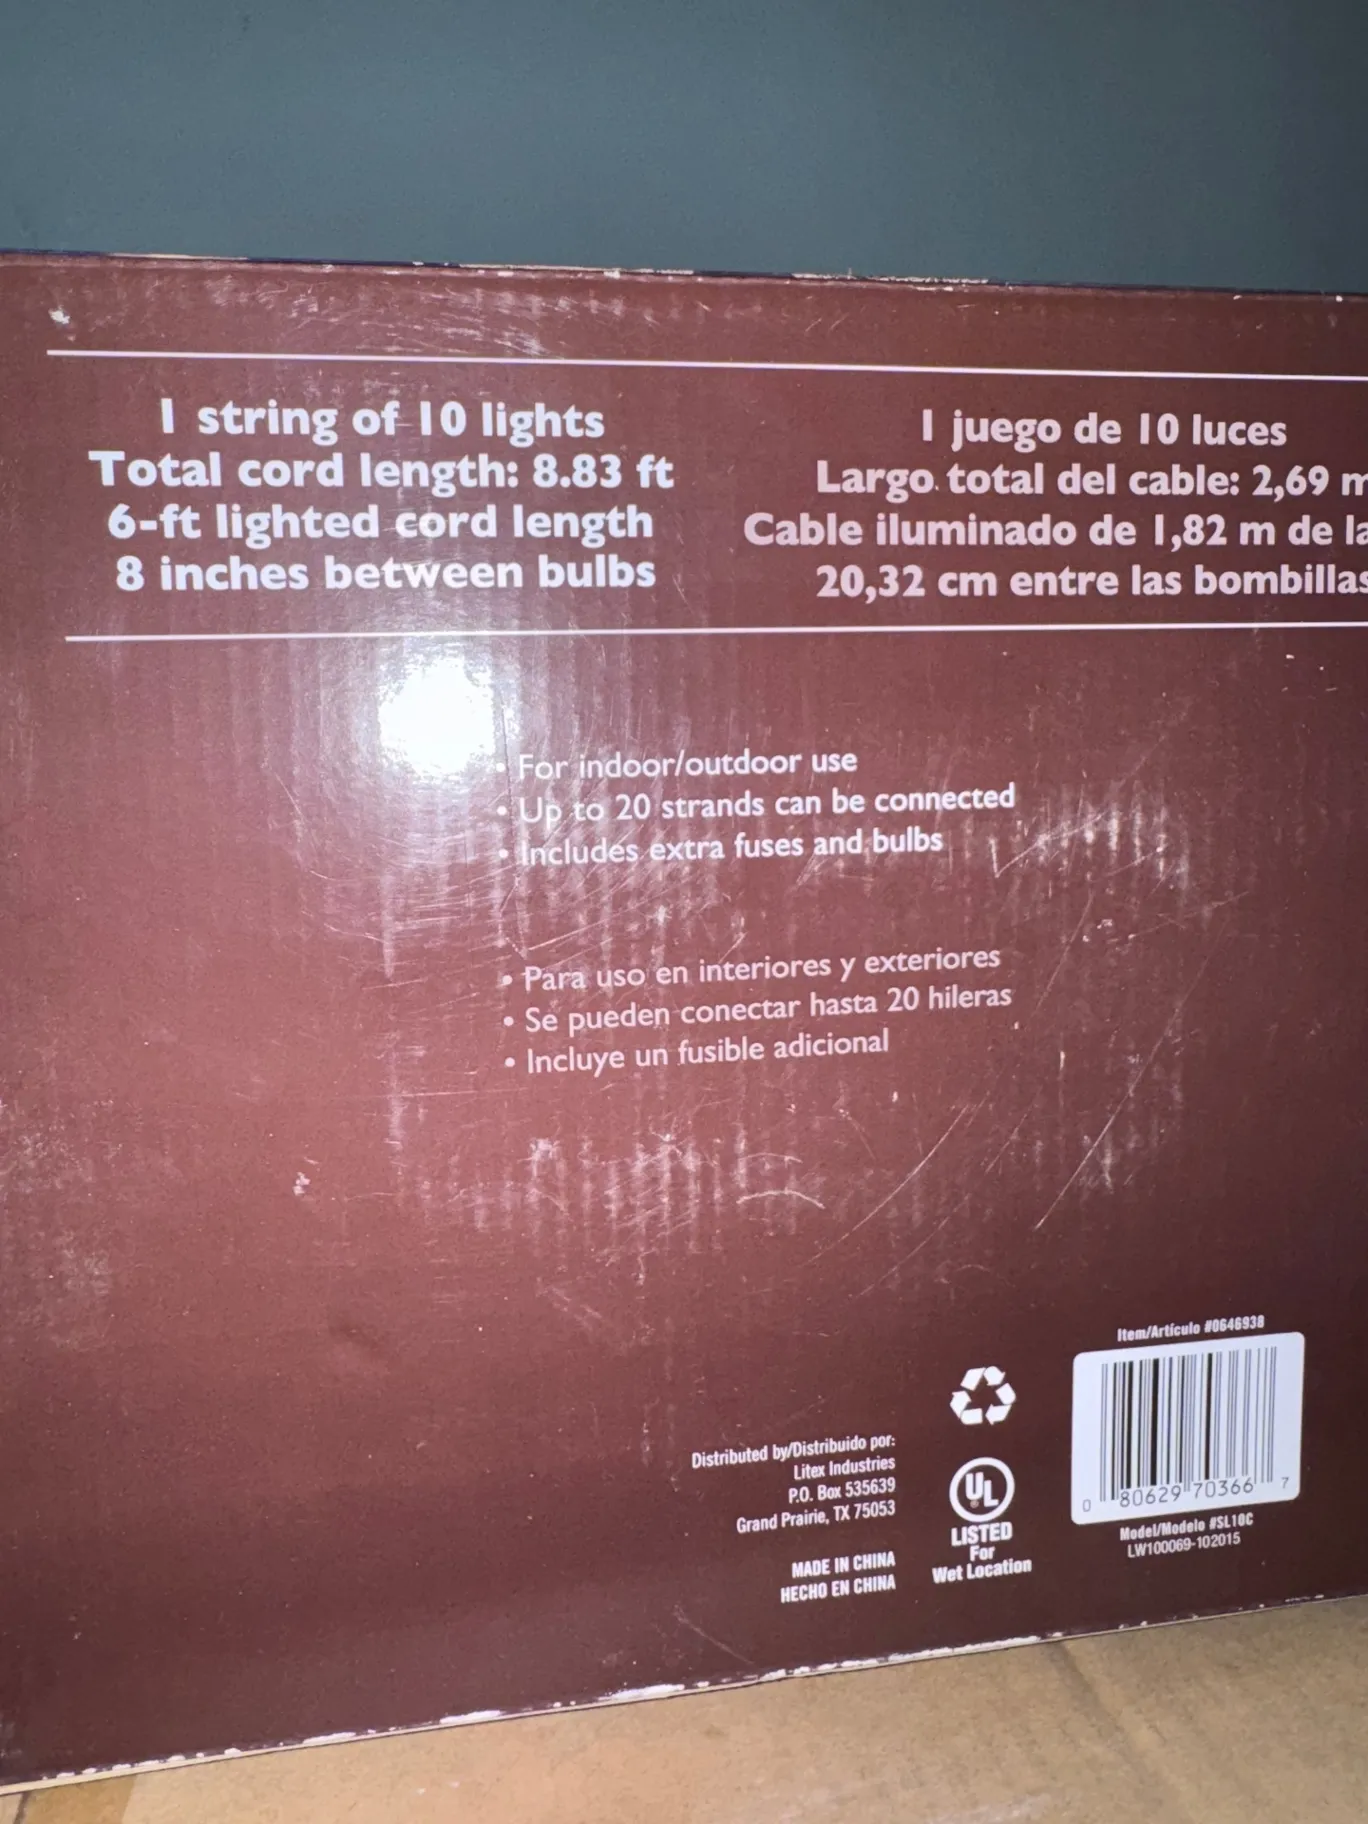 1 string of 10 lights
Total cord length: 8.83 ft
6-ft lighted cord length
8 inches between bulbs
1 juego de 10 luces
Largo total del cable: 2,69 m
Cable iluminado de 1,82 m de la
20,32 cm entre las bombillas
• For indoor/outdoor use
• Up to 20 strands can be connected
• Includes extra fuses and bulbs
• Para uso en interiores y exteriores
• Se pueden conectar hasta 20 hileras
• Incluye un fusible adicional
Distributed by/Distribuido por:
Litex Industries
P.O. Box 535639
Grand Prairie, TX 75053
MADE IN CHINA
HECHO EN CHINA
UL
LISTED
For
Wet Location
Item/Artículo #0646938
0 80629 70366 7
Model/Modelo #SL10C
LW100069-102015